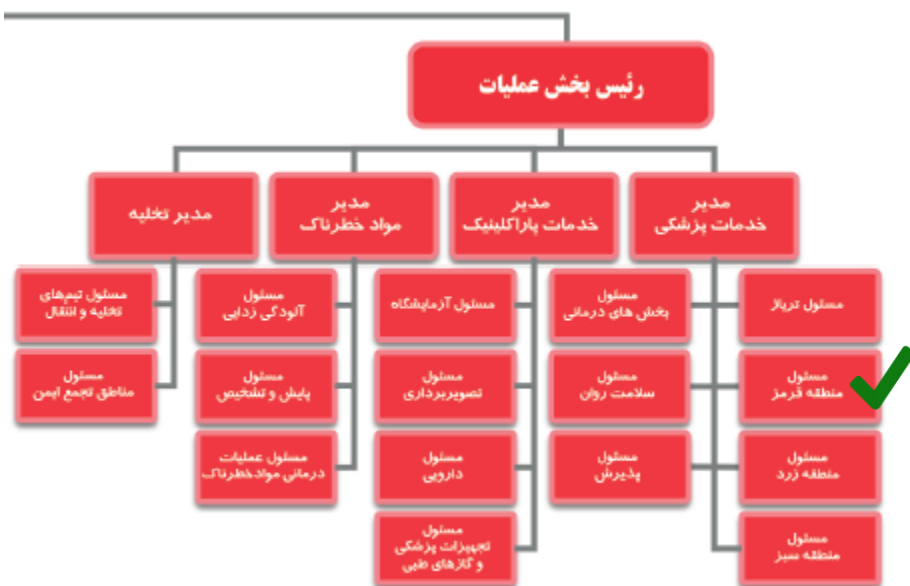 رئیس بخش عملیات
مدیر
خدمات پزشکی
مدیر
خدمات پاراکلینیک
مدیر
مواد خطرناک
مدیر تخلیه
مسئول تریاژ
مسئول
منطقه قرمز
مسئول
منطقه زرد
مسئول
منطقه سبز
مسئول
بخش های درمانی
مسئول
سلامت روان
مسئول
پذیرش
مسئول آزمایشگاه
مسئول
تصویربرداری
مسئول
دارویی
مسئول
تجهیزات پزشکی
و گازهای طبی
مسئول
آلودگی زدایی
مسئول
پایش و تشخیص
مسئول عملیات
درمانی موادخطرناک
مسئول تیم‌های
تخلیه و انتقال
مسئول
مناطق تجمع ایمن